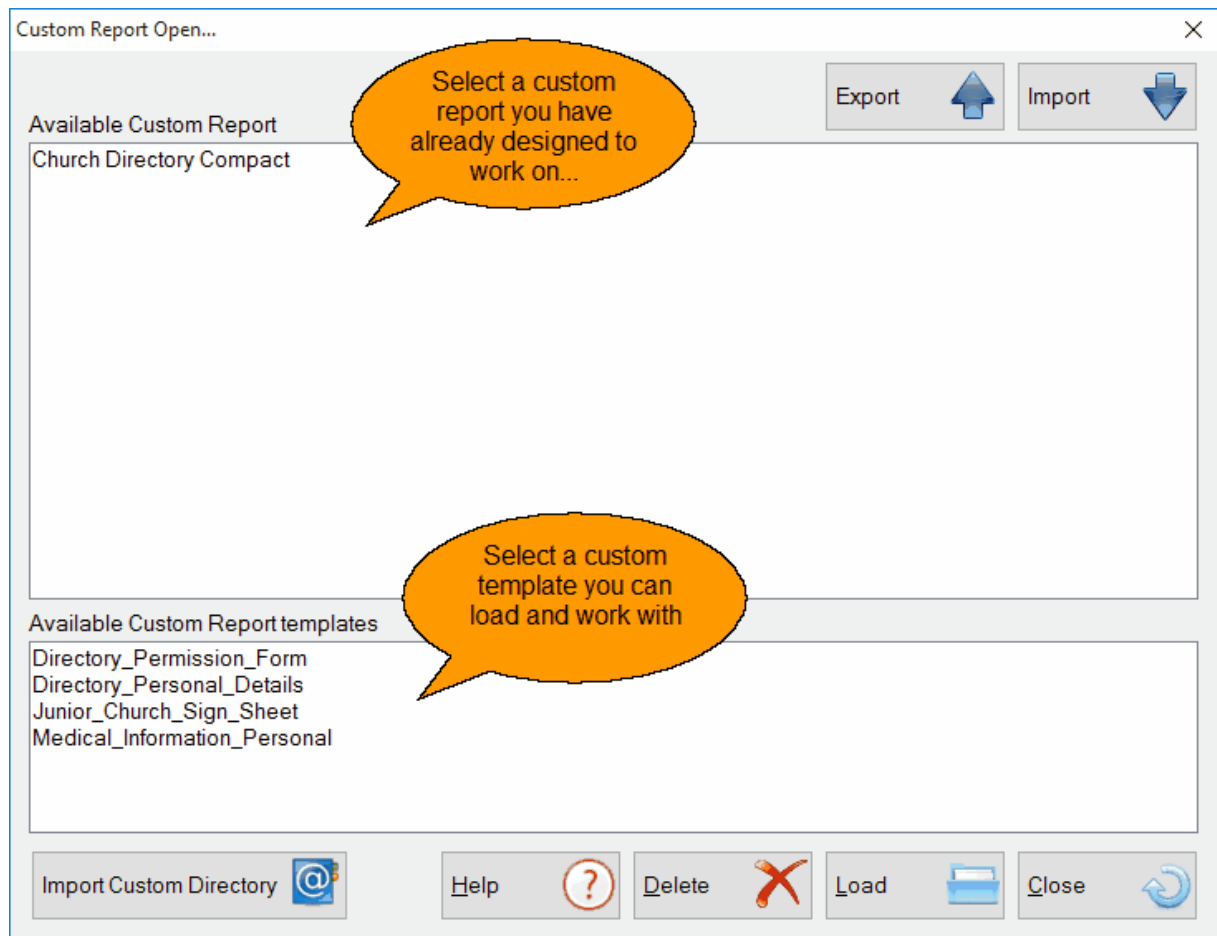 Custom Report Open...
Select a custom
report you have
already designed to
work on...
Export
Import
Available Custom Report
Church Directory Compact
Select a custom
template you can
load and work with
Available Custom Report templates
Directory_Permission_Form
Directory_Personal_Details
Junior_Church_Sign_Sheet
Medical_Information_Personal
Import Custom Directory
Help
Delete
Load
Close